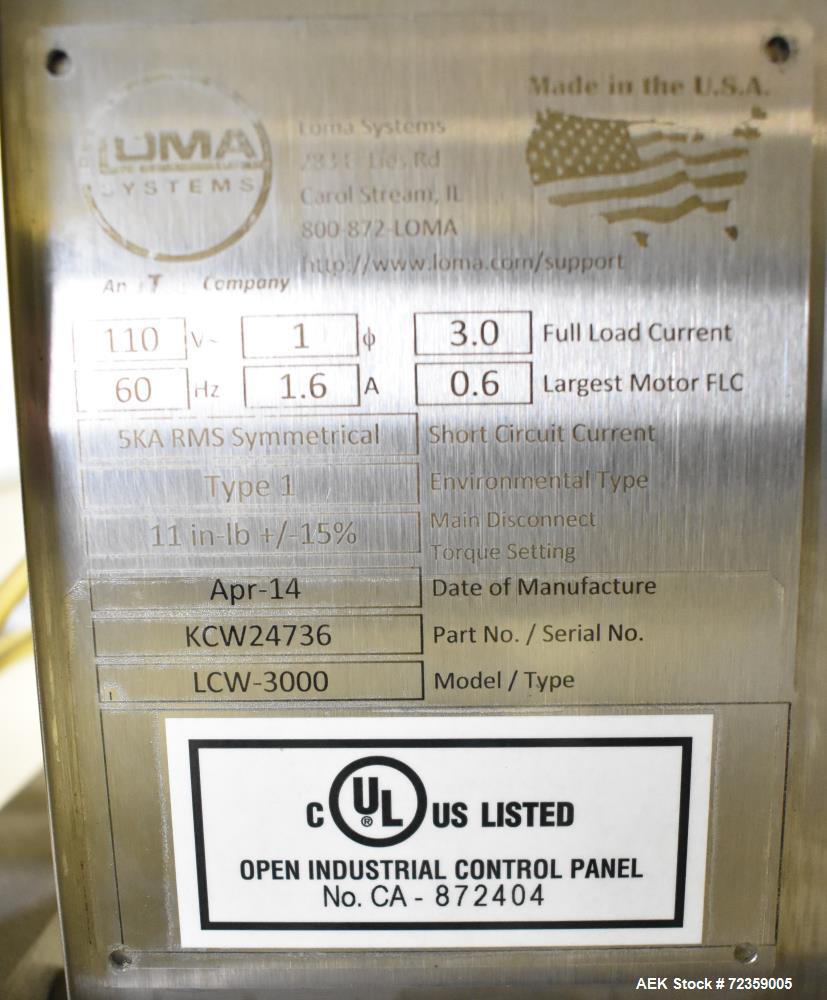 Made in the U.S.A.
LOMA
SYSTEMS
Loma Systems
Lies Rd
Carol Stream, IL
800-872-LOMA
http://www.loma.com/support
An Company
110 V~ 1 ϕ 3.0 Full Load Current
60 Hz 1.6 A 0.6 Largest Motor FLC
5KA RMS Symmetrical Short Circuit Current
Type 1 Environmental Type
11 in-lb +/-15% Main Disconnect
Torque Setting
Apr-14 Date of Manufacture
KCW24736 Part No. / Serial No.
LCW-3000 Model / Type
C UL ® US LISTED
OPEN INDUSTRIAL CONTROL PANEL
No. CA - 872404
AEK Stock # 72359005